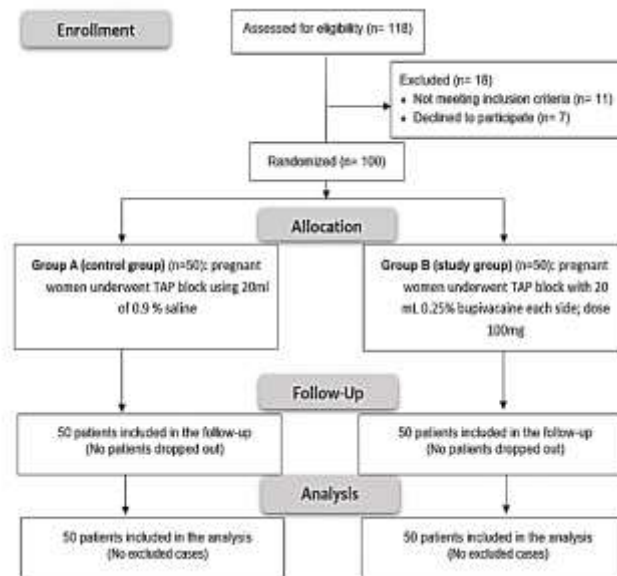 Enrollment
Assessed for eligibility (n= 118)
Excluded (n= 18)
• Not meeting inclusion criteria (n= 11)
• Declined to participate (n= 7)
Randomized (n= 100)
Allocation
Group A (control group) (n=50): pregnant
women underwent TAP block using 20ml
of 0.9 % saline
Group B (study group) (n=50): pregnant
women underwent TAP block with 20
mL 0.25% bupivacaine each side; dose
100mg
Follow-Up
50 patients included in the follow-up
(No patients dropped out)
50 patients included in the follow-up
(No patients dropped out)
Analysis
50 patients included in the analysis
(No excluded cases)
50 patients included in the analysis
(No excluded cases)